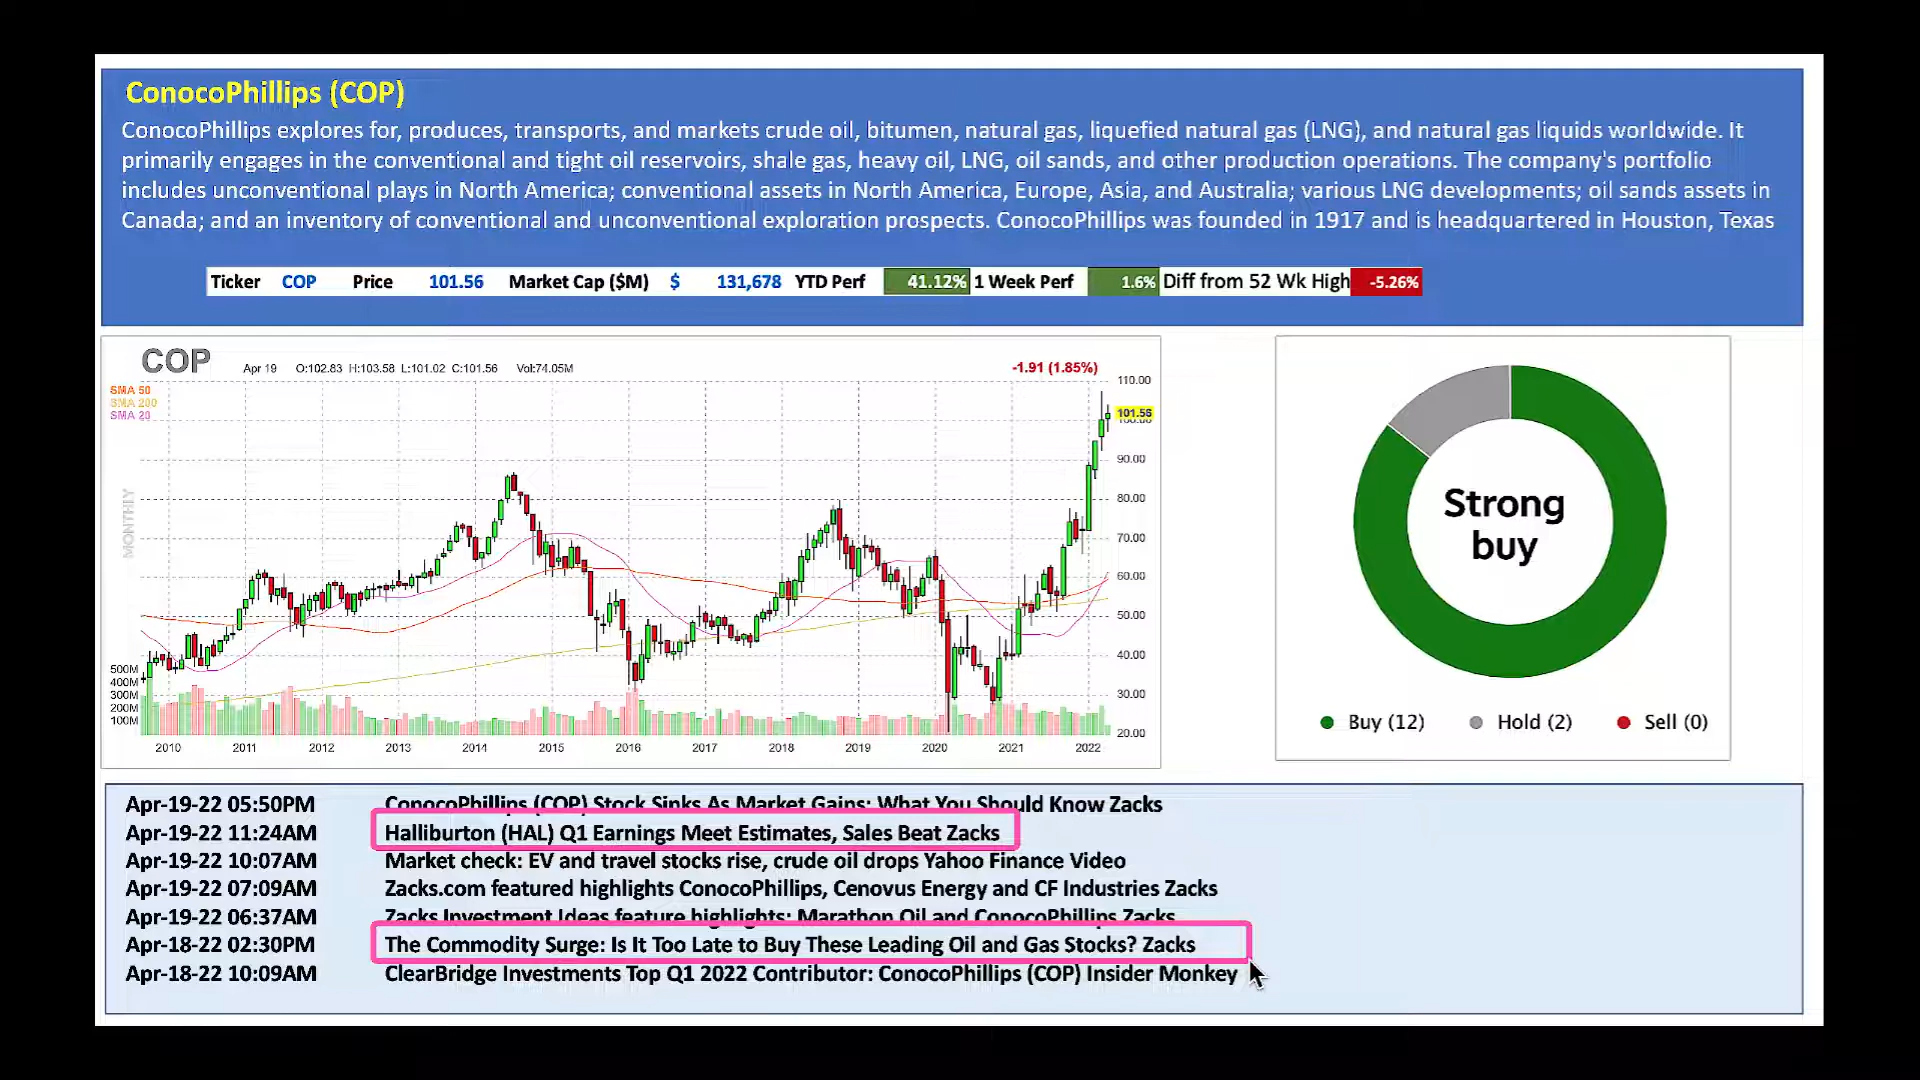 ConocoPhillips (COP)
ConocoPhillips explores for, produces, transports, and markets crude oil, bitumen, natural gas, liquefied natural gas (LNG), and natural gas liquids worldwide. It
primarily engages in the conventional and tight oil reservoirs, shale gas, heavy oil, LNG, oil sands, and other production operations. The company's portfolio
includes unconventional plays in North America; conventional assets in North America, Europe, Asia, and Australia; various LNG developments; oil sands assets in
Canada; and an inventory of conventional and unconventional exploration prospects. ConocoPhillips was founded in 1917 and is headquartered in Houston, Texas
Ticker COP Price 101.56 Market Cap ($M) $ 131,678 YTD Perf 41.12% 1 Week Perf 1.6% Diff from 52 Wk High -5.26%
COP Apr 19 O:102.83 H:103.58 L:101.02 C:101.56 Vol:74.05M -1.91 (1.85%)
SMA 50
SMA 200
SMA 20
MONTHLY
110.00
101.56
100.00
90.00
80.00
70.00
60.00
50.00
40.00
30.00
20.00
500M
400M
300M
200M
100M
2010 2011 2012 2013 2014 2015 2016 2017 2018 2019 2020 2021 2022
Strong
buy
Buy (12) Hold (2) Sell (0)
Apr-19-22 05:50PM ConocoPhillips (COP) Stock Sinks As Market Gains: What You Should Know Zacks
Apr-19-22 11:24AM Halliburton (HAL) Q1 Earnings Meet Estimates, Sales Beat Zacks
Apr-19-22 10:07AM Market check: EV and travel stocks rise, crude oil drops Yahoo Finance Video
Apr-19-22 07:09AM Zacks.com featured highlights ConocoPhillips, Cenovus Energy and CF Industries Zacks
Apr-19-22 06:37AM Zacks Investment Ideas feature highlights: Marathon Oil and ConocoPhillips Zacks
Apr-18-22 02:30PM The Commodity Surge: Is It Too Late to Buy These Leading Oil and Gas Stocks? Zacks
Apr-18-22 10:09AM ClearBridge Investments Top Q1 2022 Contributor: ConocoPhillips (COP) Insider Monkey